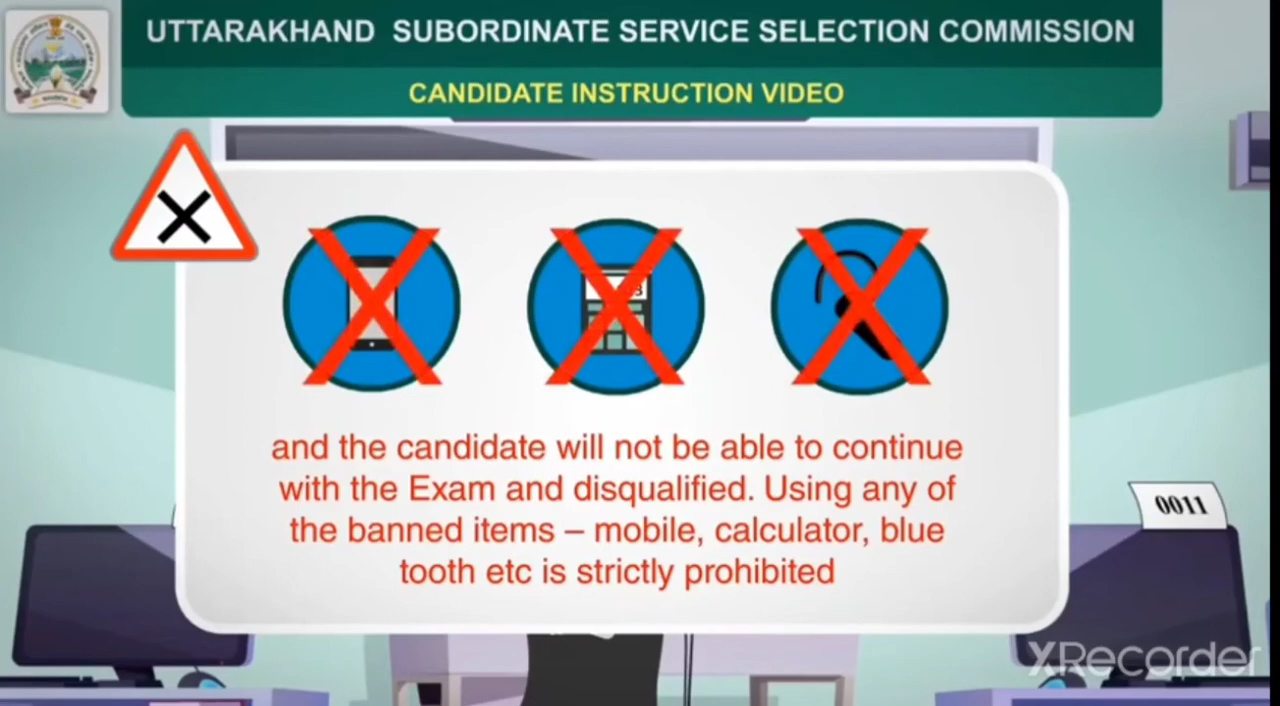 UTTARAKHAND SUBORDINATE SERVICE SELECTION COMMISSION
CANDIDATE INSTRUCTION VIDEO
and the candidate will not be able to continue
with the Exam and disqualified. Using any of
the banned items – mobile, calculator, blue
tooth etc is strictly prohibited
0011
XRecorder